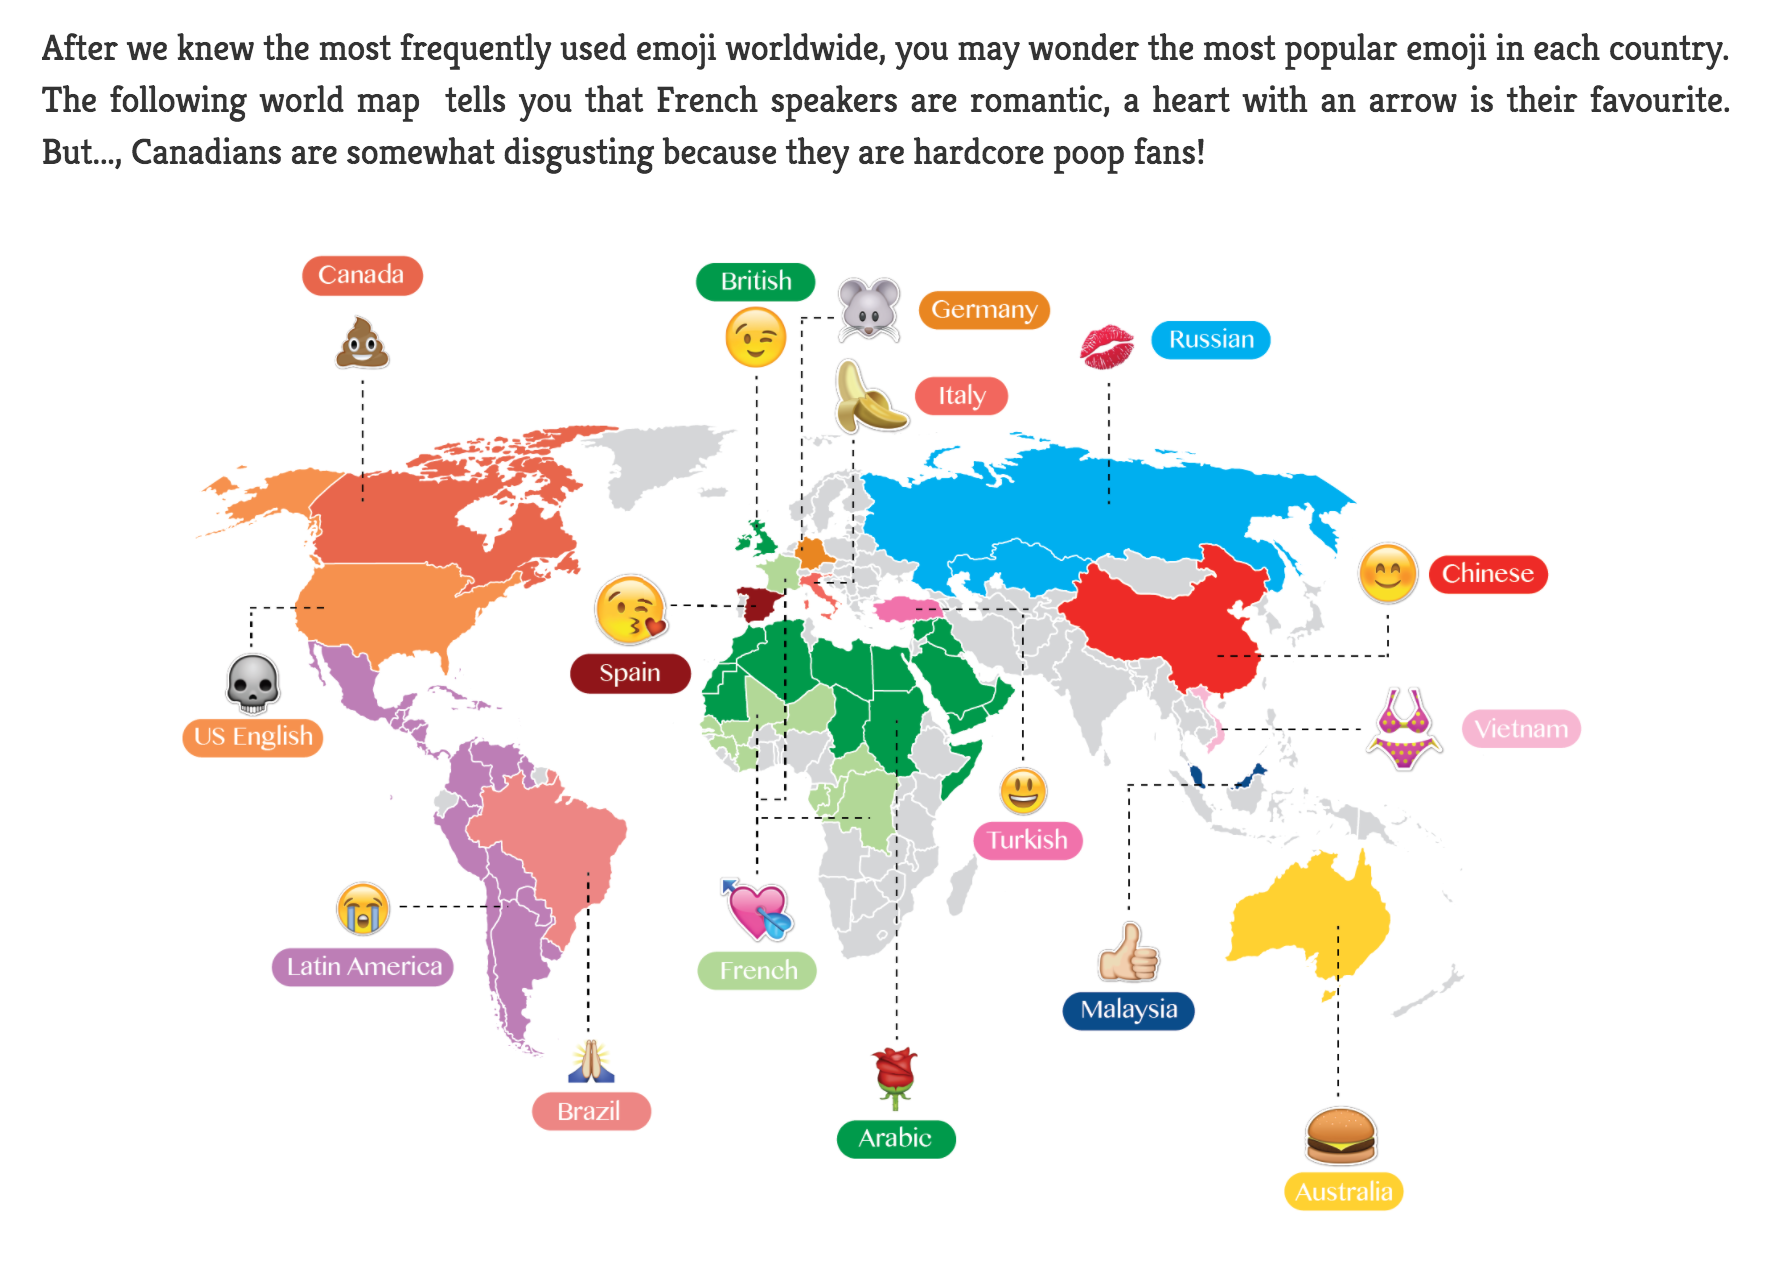 After we knew the most frequently used emoji worldwide, you may wonder the most popular emoji in each country.
The following world map tells you that French speakers are romantic, a heart with an arrow is their favourite.
But..., Canadians are somewhat disgusting because they are hardcore poop fans!
Canada
British
Germany
Russian
Italy
Chinese
Spain
US English
Vietnam
Turkish
Latin America
French
Malaysia
Brazil
Arabic
Australia